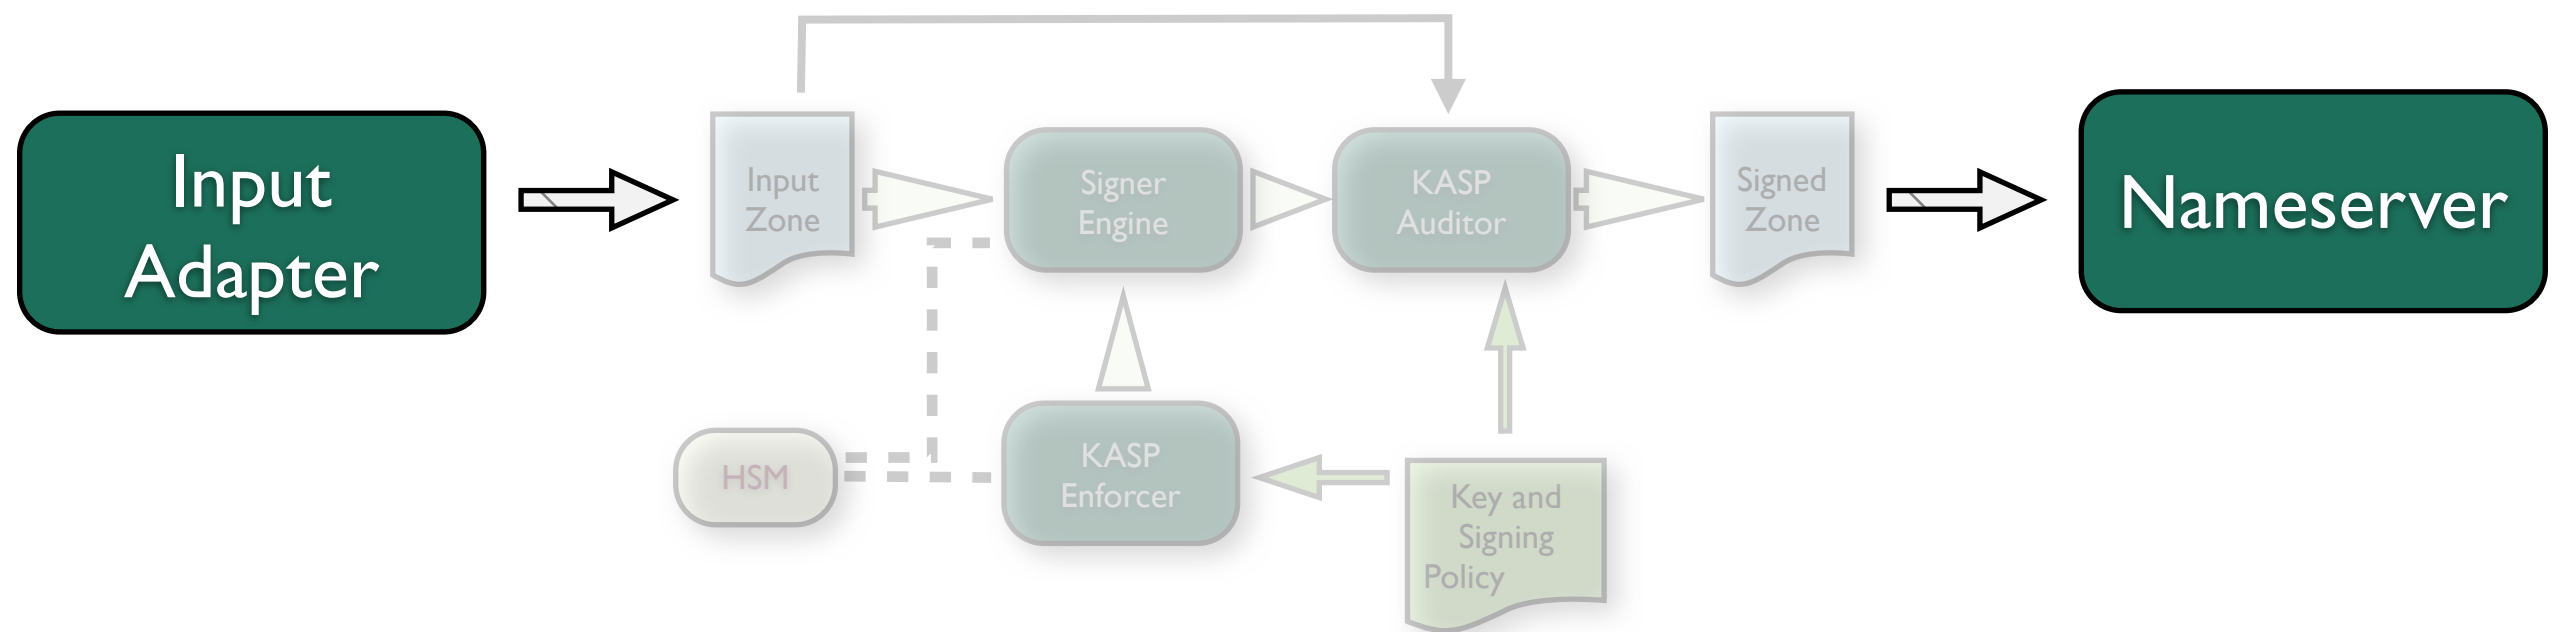 Input
Adapter
Input
Zone
Signer
Engine
KASP
Auditor
Signed
Zone
Nameserver
HSM
KASP
Enforcer
Key and
Signing
Policy